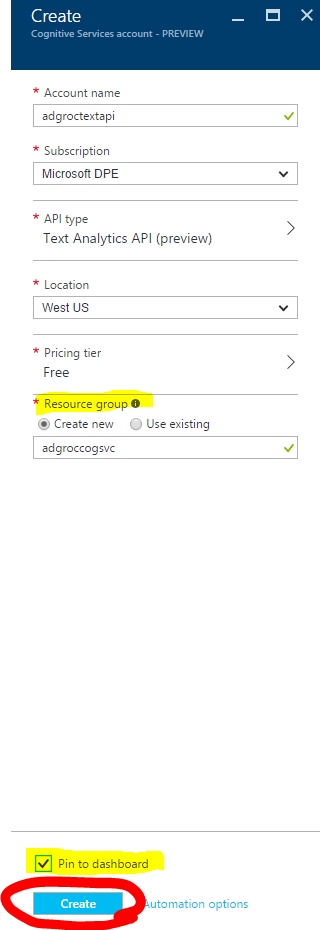 Create
Cognitive Services account - PREVIEW
* Account name
adgroctextapi
* Subscription
Microsoft DPE
* API type
Text Analytics API (preview)
* Location
West US
* Pricing tier
Free
* Resource group
Create new Use existing
adgroccogsvc
Pin to dashboard
Create Automation options